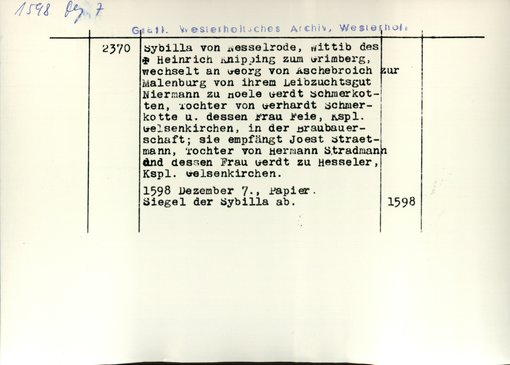 1598 Dez. 7
Gräfl. Westerholtsches Archiv, Westerholt
2370 Sybilla von Nesselrode, Wittib des
+ Heinrich Knipping zum Grimberg,
wechselt an Georg von Aschebroich zur
Malenburg von ihrem Leibzuchtsgut
Niermann zu Hoele Gerdt Schmerkot-
ten, Tochter von Gerhardt Schmer-
kotte u. dessen Frau Feie, Kspl.
Gelsenkirchen, in der Braubauer-
schaft; sie empfängt Joest Straet-
mann, Tochter von Hermann Stradmann
und dessen Frau Gerdt zu Hesseler,
Kspl. Gelsenkirchen.
1598 Dezember 7., Papier.
Siegel der Sybilla ab. 1598